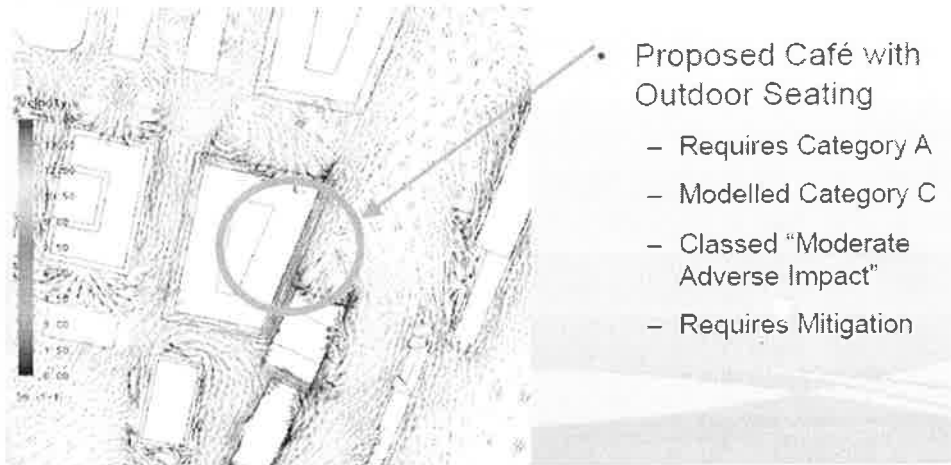 • Proposed Café with
Outdoor Seating
– Requires Category A
– Modelled Category C
– Classed “Moderate
Adverse Impact”
– Requires Mitigation